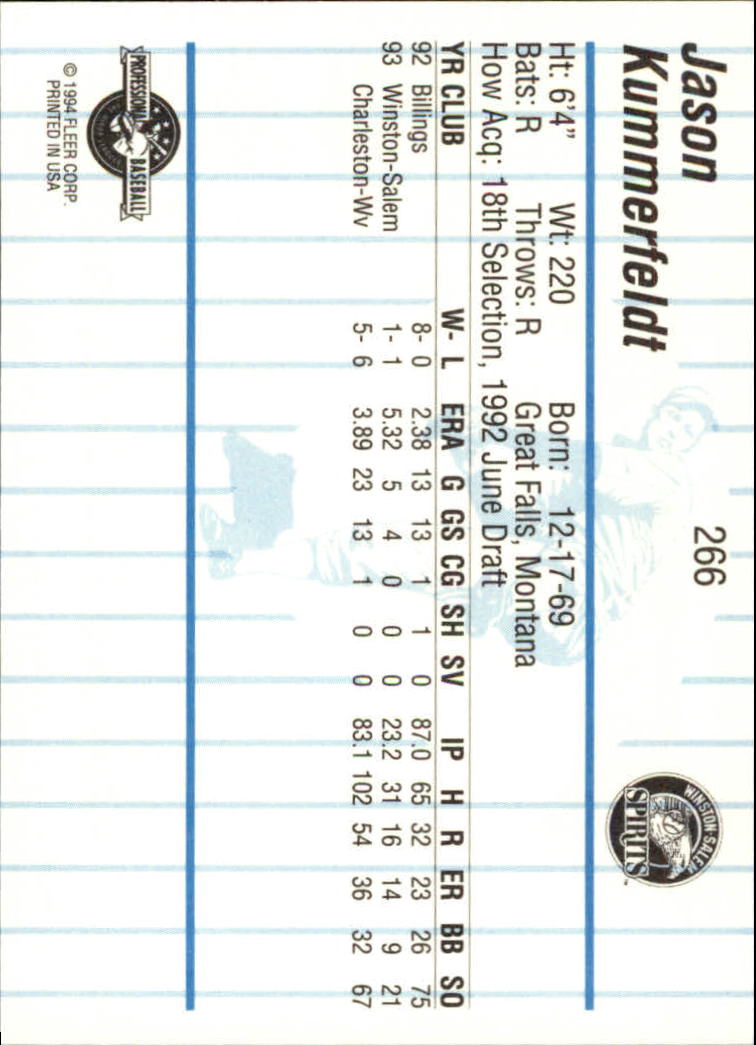 Jason
Kummerfeldt
266
WINSTON-SALEM
SPIRITS
™
Ht: 6'4" Wt: 220 Born: 12-17-69
Bats: R Throws: R Great Falls, Montana
How Acq: 18th Selection, 1992 June Draft
YR CLUB W- L ERA G GS CG SH SV IP H R ER BB SO
92 Billings 8- 0 2.38 13 13 1 1 0 87.0 65 32 23 26 75
93 Winston-Salem 1- 1 5.32 5 4 0 0 0 23.2 31 16 14 9 21
Charleston-Wv 5- 6 3.89 23 13 1 0 0 83.1 102 54 36 32 67
PROFESSIONAL BASEBALL
© 1994 FLEER CORP.
PRINTED IN USA